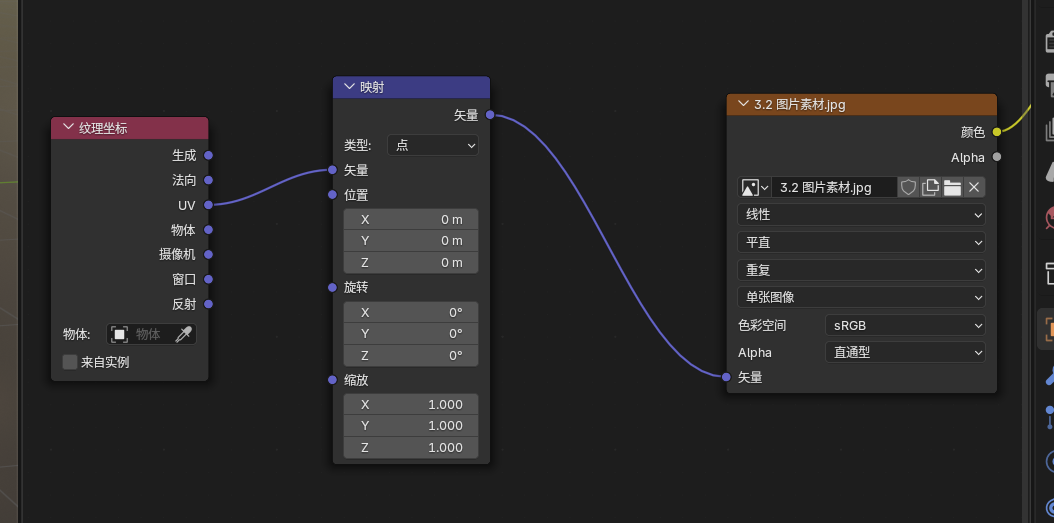 纹理坐标
生成
法向
UV
物体
摄像机
窗口
反射
物体: 物体
来自实例
映射
矢量
类型: 点
矢量
位置
X 0 m
Y 0 m
Z 0 m
旋转
X 0°
Y 0°
Z 0°
缩放
X 1.000
Y 1.000
Z 1.000
3.2 图片素材.jpg
颜色
Alpha
3.2 图片素材.jpg
线性
平直
重复
单张图像
色彩空间 sRGB
Alpha 直通型
矢量